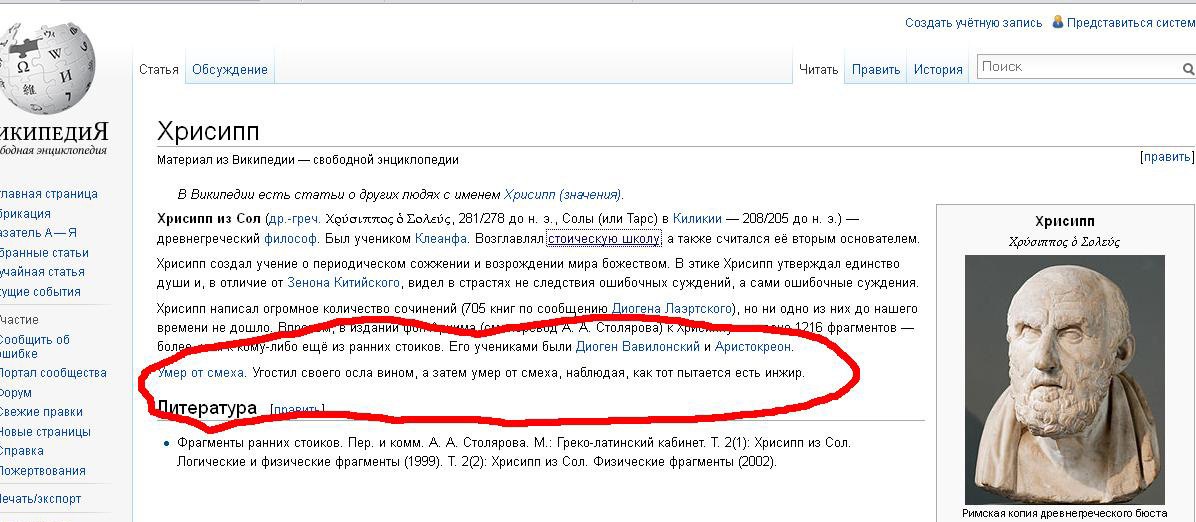 Создать учётную запись Представиться систем
Статья Обсуждение Читать Править История Поиск
ИКИПЕДИЯ
бодная энциклопедия
Хрисипп
Материал из Википедии — свободной энциклопедии [править]
В Википедии есть статьи о других людях с именем Хрисипп (значения).
Хрисипп из Сол (др.-греч. Χρύσιππος ὁ Σολεύς, 281/278 до н. э., Солы (или Тарс) в Киликии — 208/205 до н. э.) —
древнегреческий философ. Был учеником Клеанфа. Возглавлял стоическую школу, а также считался её вторым основателем.
Хрисипп создал учение о периодическом сожжении и возрождении мира божеством. В этике Хрисипп утверждал единство
души и, в отличие от Зенона Китийского, видел в страстях не следствия ошибочных суждений, а сами ошибочные суждения.
Хрисипп написал огромное количество сочинений (705 книг по сообщению Диогена Лаэртского), но ни одно из них до нашего
времени не дошло. Впрочем, в издании фон Арнима (см. перевод А. А. Столярова) к Хрисиппу 1216 фрагментов —
более, чем к кому-либо ещё из ранних стоиков. Его учениками были Диоген Вавилонский и Аристокреон.
Умер от смеха. Угостил своего осла вином, а затем умер от смеха, наблюдая, как тот пытается есть инжир.
Литература [править]
• Фрагменты ранних стоиков. Пер. и комм. А. А. Столярова. М.: Греко-латинский кабинет. Т. 2(1): Хрисипп из Сол.
Логические и физические фрагменты (1999). Т. 2(2): Хрисипп из Сол. Физические фрагменты (2002).
Хрисипп
Χρύσιππος ὁ Σολεύς
Римская копия древнегреческого бюста
главная страница
брикация
азатель А — Я
бранные статьи
учайная статья
кущие события
Участие
Сообщить об
ошибке
Портал сообщества
Форум
Свежие правки
Новые страницы
Справка
Пожертвования
Печать/экспорт